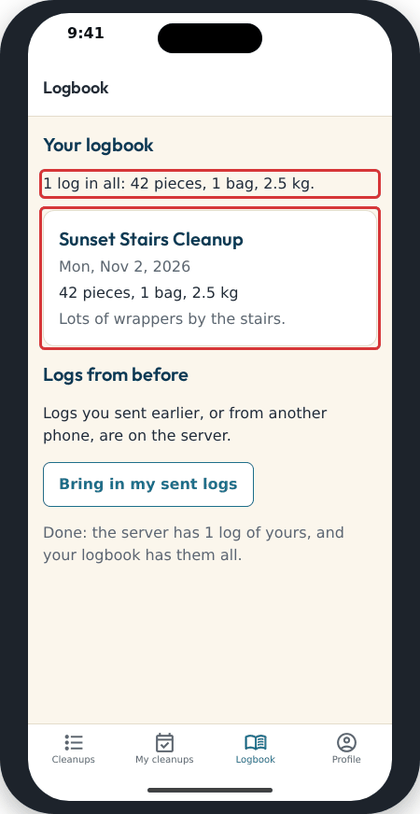 9:41
Logbook
Your logbook
1 log in all: 42 pieces, 1 bag, 2.5 kg.
Sunset Stairs Cleanup
Mon, Nov 2, 2026
42 pieces, 1 bag, 2.5 kg
Lots of wrappers by the stairs.
Logs from before
Logs you sent earlier, or from another
phone, are on the server.
Bring in my sent logs
Done: the server has 1 log of yours, and
your logbook has them all.
Cleanups
My cleanups
Logbook
Profile